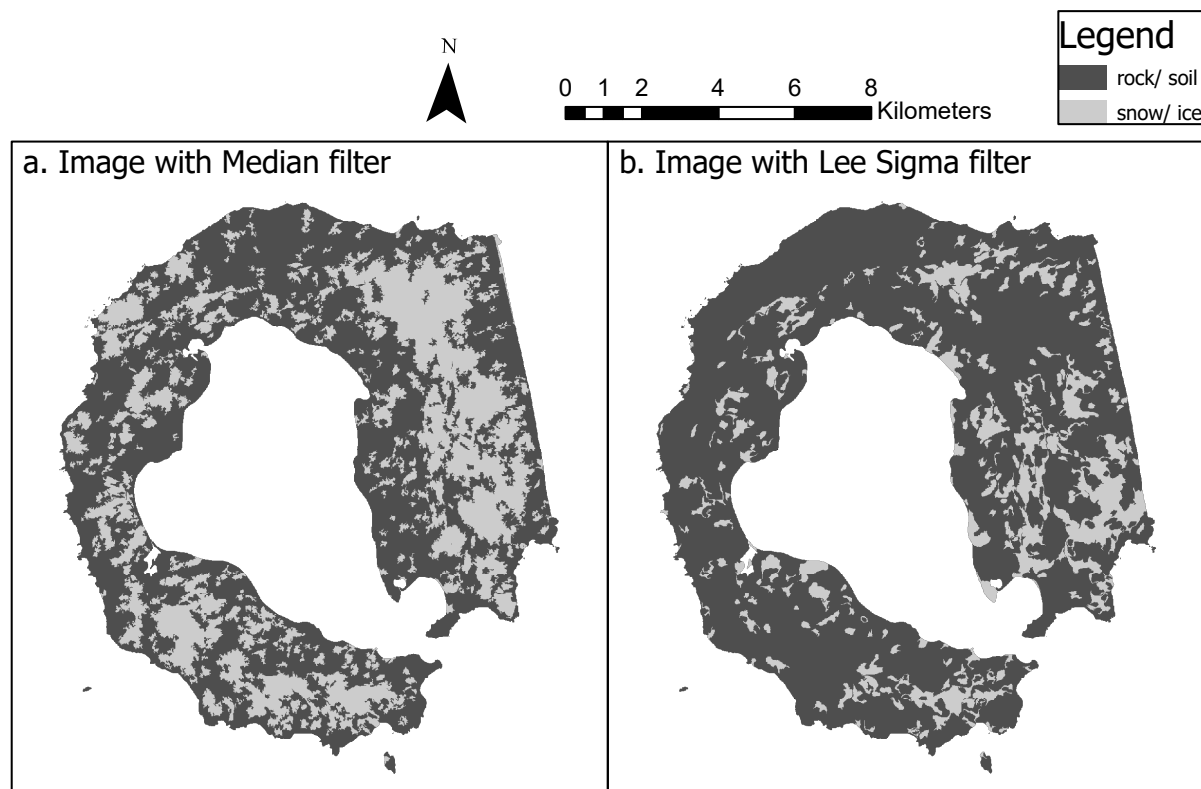 N
0 1 2 4 6 8
Kilometers
Legend
rock/ soil
snow/ ice
a. Image with Median filter
b. Image with Lee Sigma filter